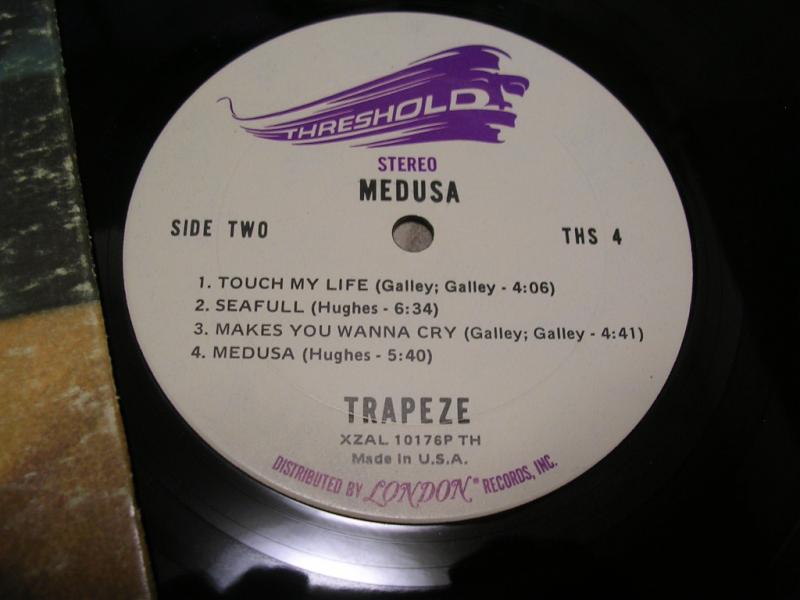 THRESHOLD
STEREO
MEDUSA
SIDE TWO
THS 4
1. TOUCH MY LIFE (Galley; Galley - 4:06)
2. SEAFULL (Hughes - 6:34)
3. MAKES YOU WANNA CRY (Galley; Galley - 4:41)
4. MEDUSA (Hughes - 5:40)
TRAPEZE
XZAL 10176P TH
Made in U.S.A.
DISTRIBUTED BY LONDON® RECORDS, INC.